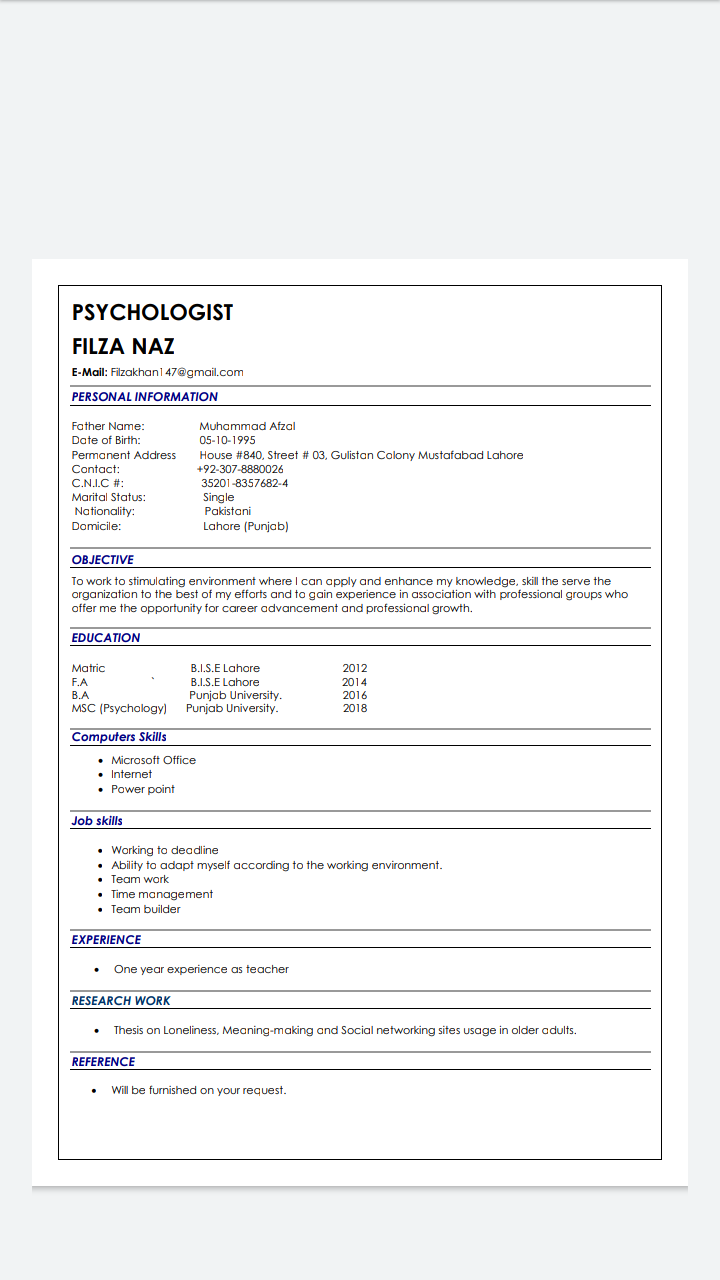 PSYCHOLOGIST
FILZA NAZ
E-Mail: Filzakhan147@gmail.com
PERSONAL INFORMATION
Father Name: Muhammad Afzal
Date of Birth: 05-10-1995
Permanent Address House #840, Street # 03, Gulistan Colony Mustafabad Lahore
Contact: +92-307-8880026
C.N.I.C #: 35201-8357682-4
Marital Status: Single
Nationality: Pakistani
Domicile: Lahore (Punjab)
OBJECTIVE
To work to stimulating environment where I can apply and enhance my knowledge, skill the serve the
organization to the best of my efforts and to gain experience in association with professional groups who
offer me the opportunity for career advancement and professional growth.
EDUCATION
Matric B.I.S.E Lahore 2012
F.A ` B.I.S.E Lahore 2014
B.A Punjab University. 2016
MSC (Psychology) Punjab University. 2018
Computers Skills
• Microsoft Office
• Internet
• Power point
Job skills
• Working to deadline
• Ability to adapt myself according to the working environment.
• Team work
• Time management
• Team builder
EXPERIENCE
• One year experience as teacher
RESEARCH WORK
• Thesis on Loneliness, Meaning-making and Social networking sites usage in older adults.
REFERENCE
• Will be furnished on your request.